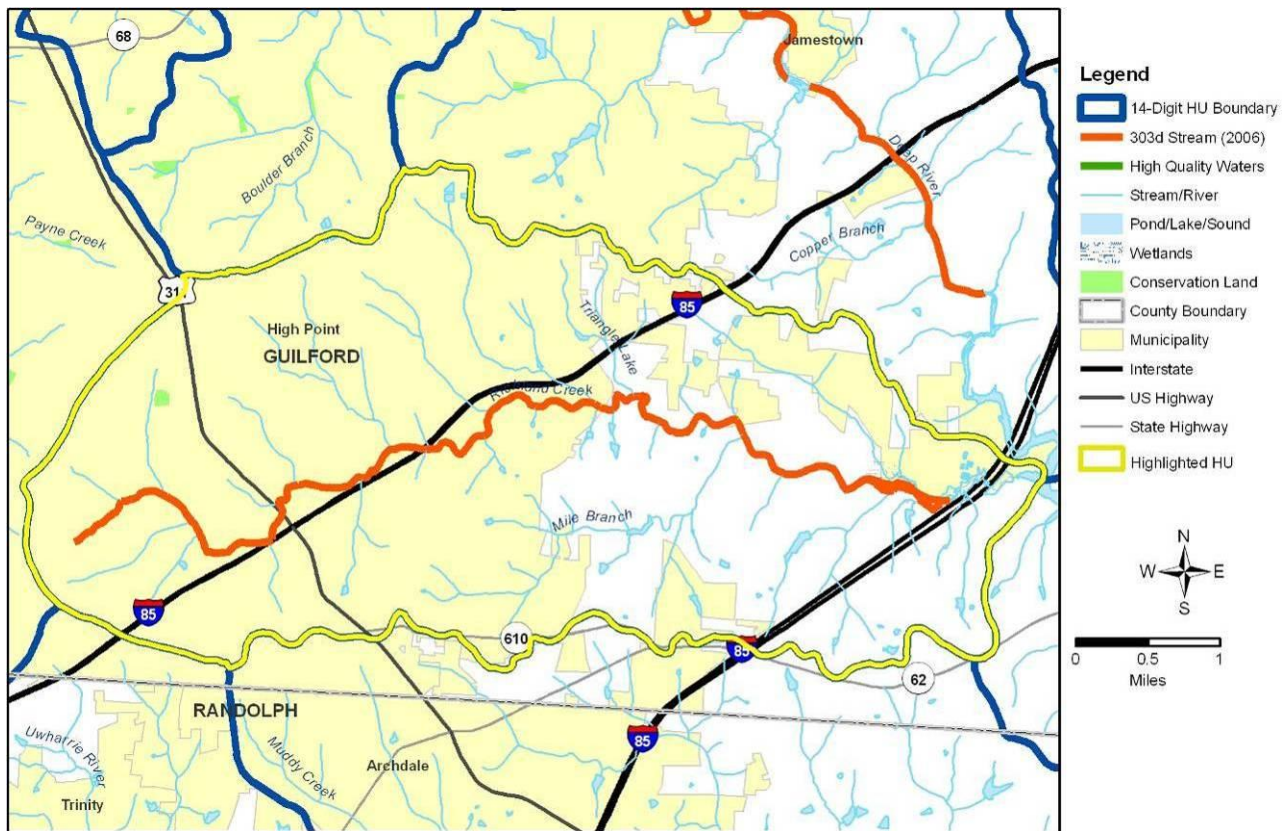 68
Jamestown
Boulder Branch
Deep River
Payne Creek
Copper Branch
311
85
High Point
GUILFORD
Triangle Lake
Richland Creek
Mile Branch
85
610
85
62
RANDOLPH
85
Uwharrie River
Muddy Creek
Archdale
Trinity
Legend
14-Digit HU Boundary
303d Stream (2006)
High Quality Waters
Stream/River
Pond/Lake/Sound
Wetlands
Conservation Land
County Boundary
Municipality
Interstate
US Highway
State Highway
Highlighted HU
N
W E
S
0 0.5 1
Miles